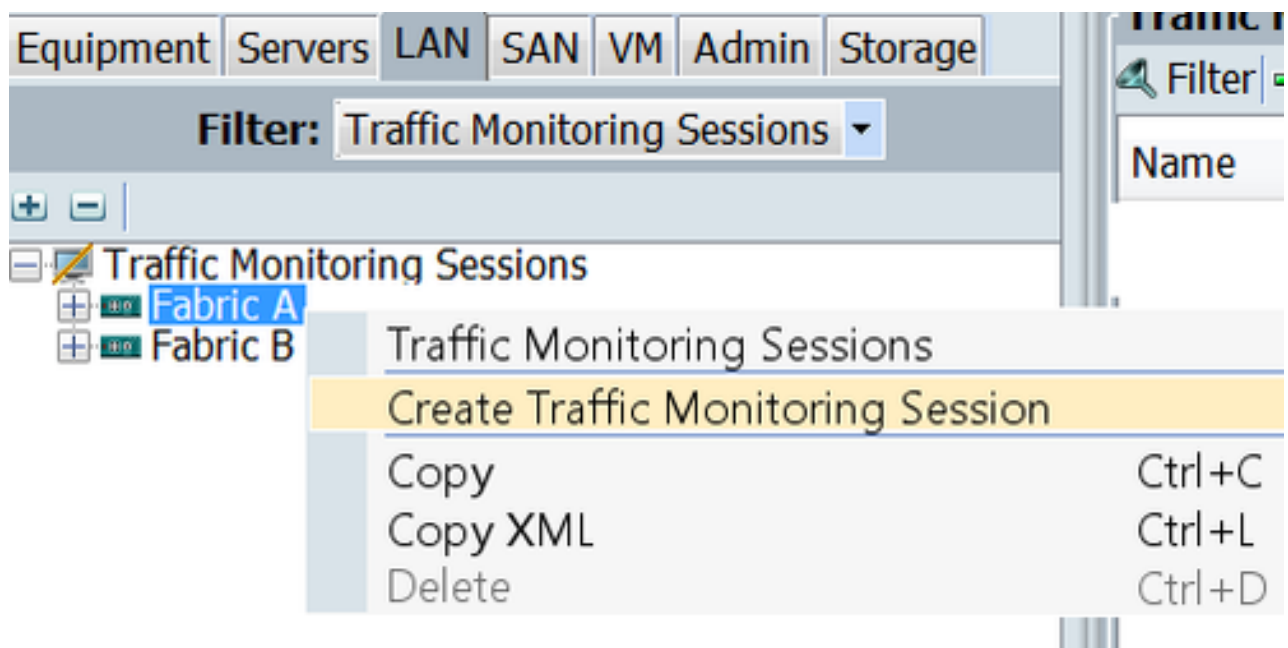 Equipment Servers LAN SAN VM Admin Storage
Filter: Traffic Monitoring Sessions
Filter
Name
Traffic Monitoring Sessions
Fabric A
Fabric B
Traffic Monitoring Sessions
Create Traffic Monitoring Session
Copy Ctrl+C
Copy XML Ctrl+L
Delete Ctrl+D